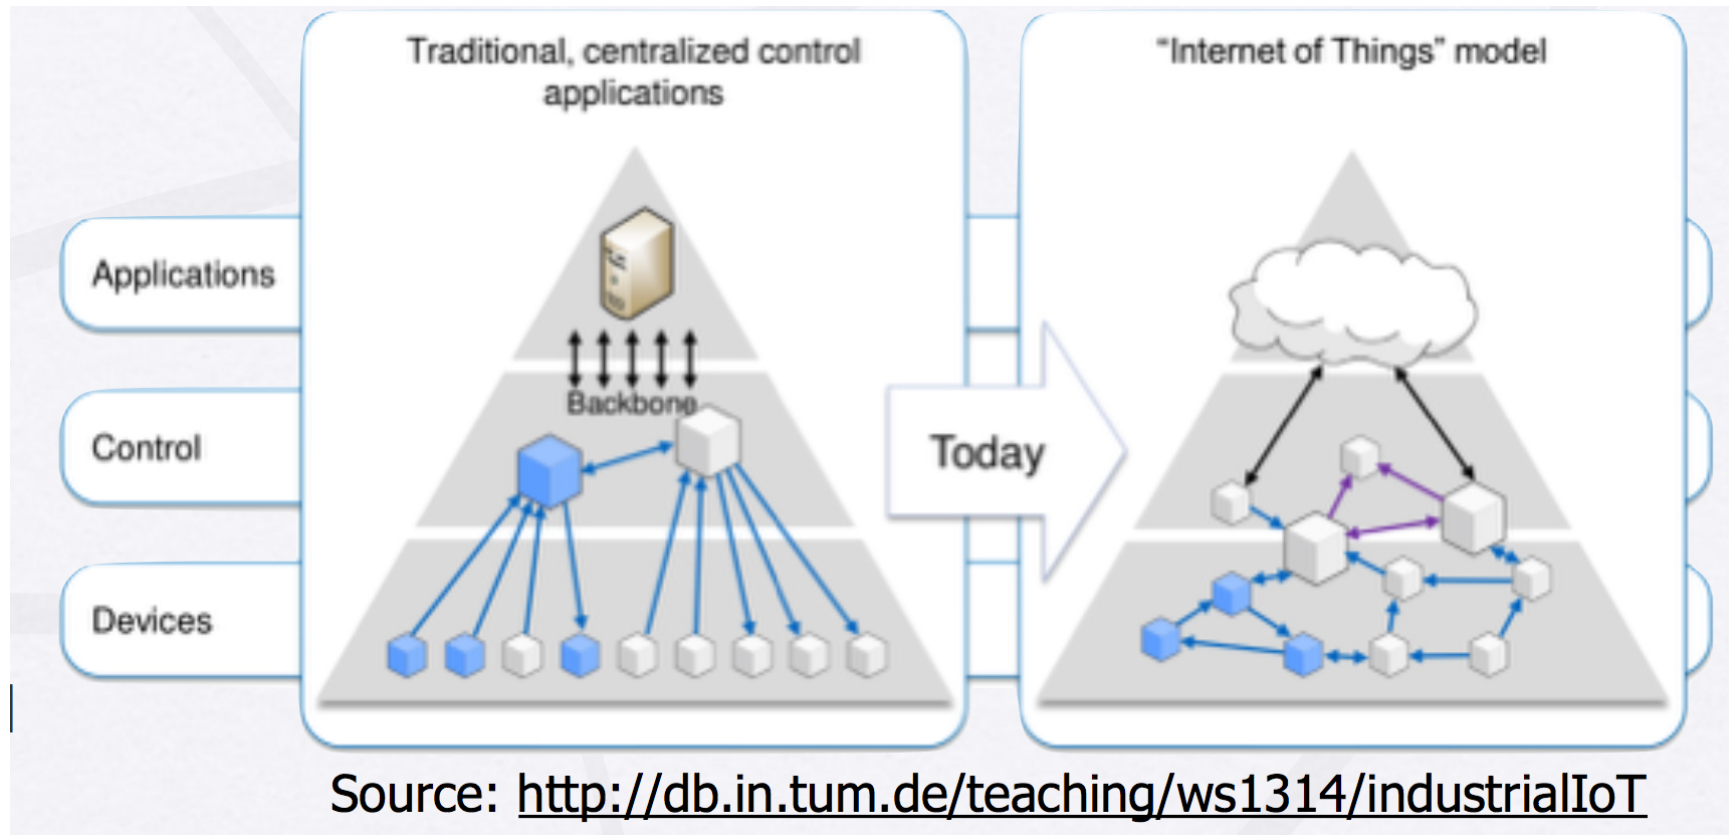 Traditional, centralized control
applications
“Internet of Things” model
Applications
Backbone
Control
Today
Devices
Source: http://db.in.tum.de/teaching/ws1314/industrialIoT